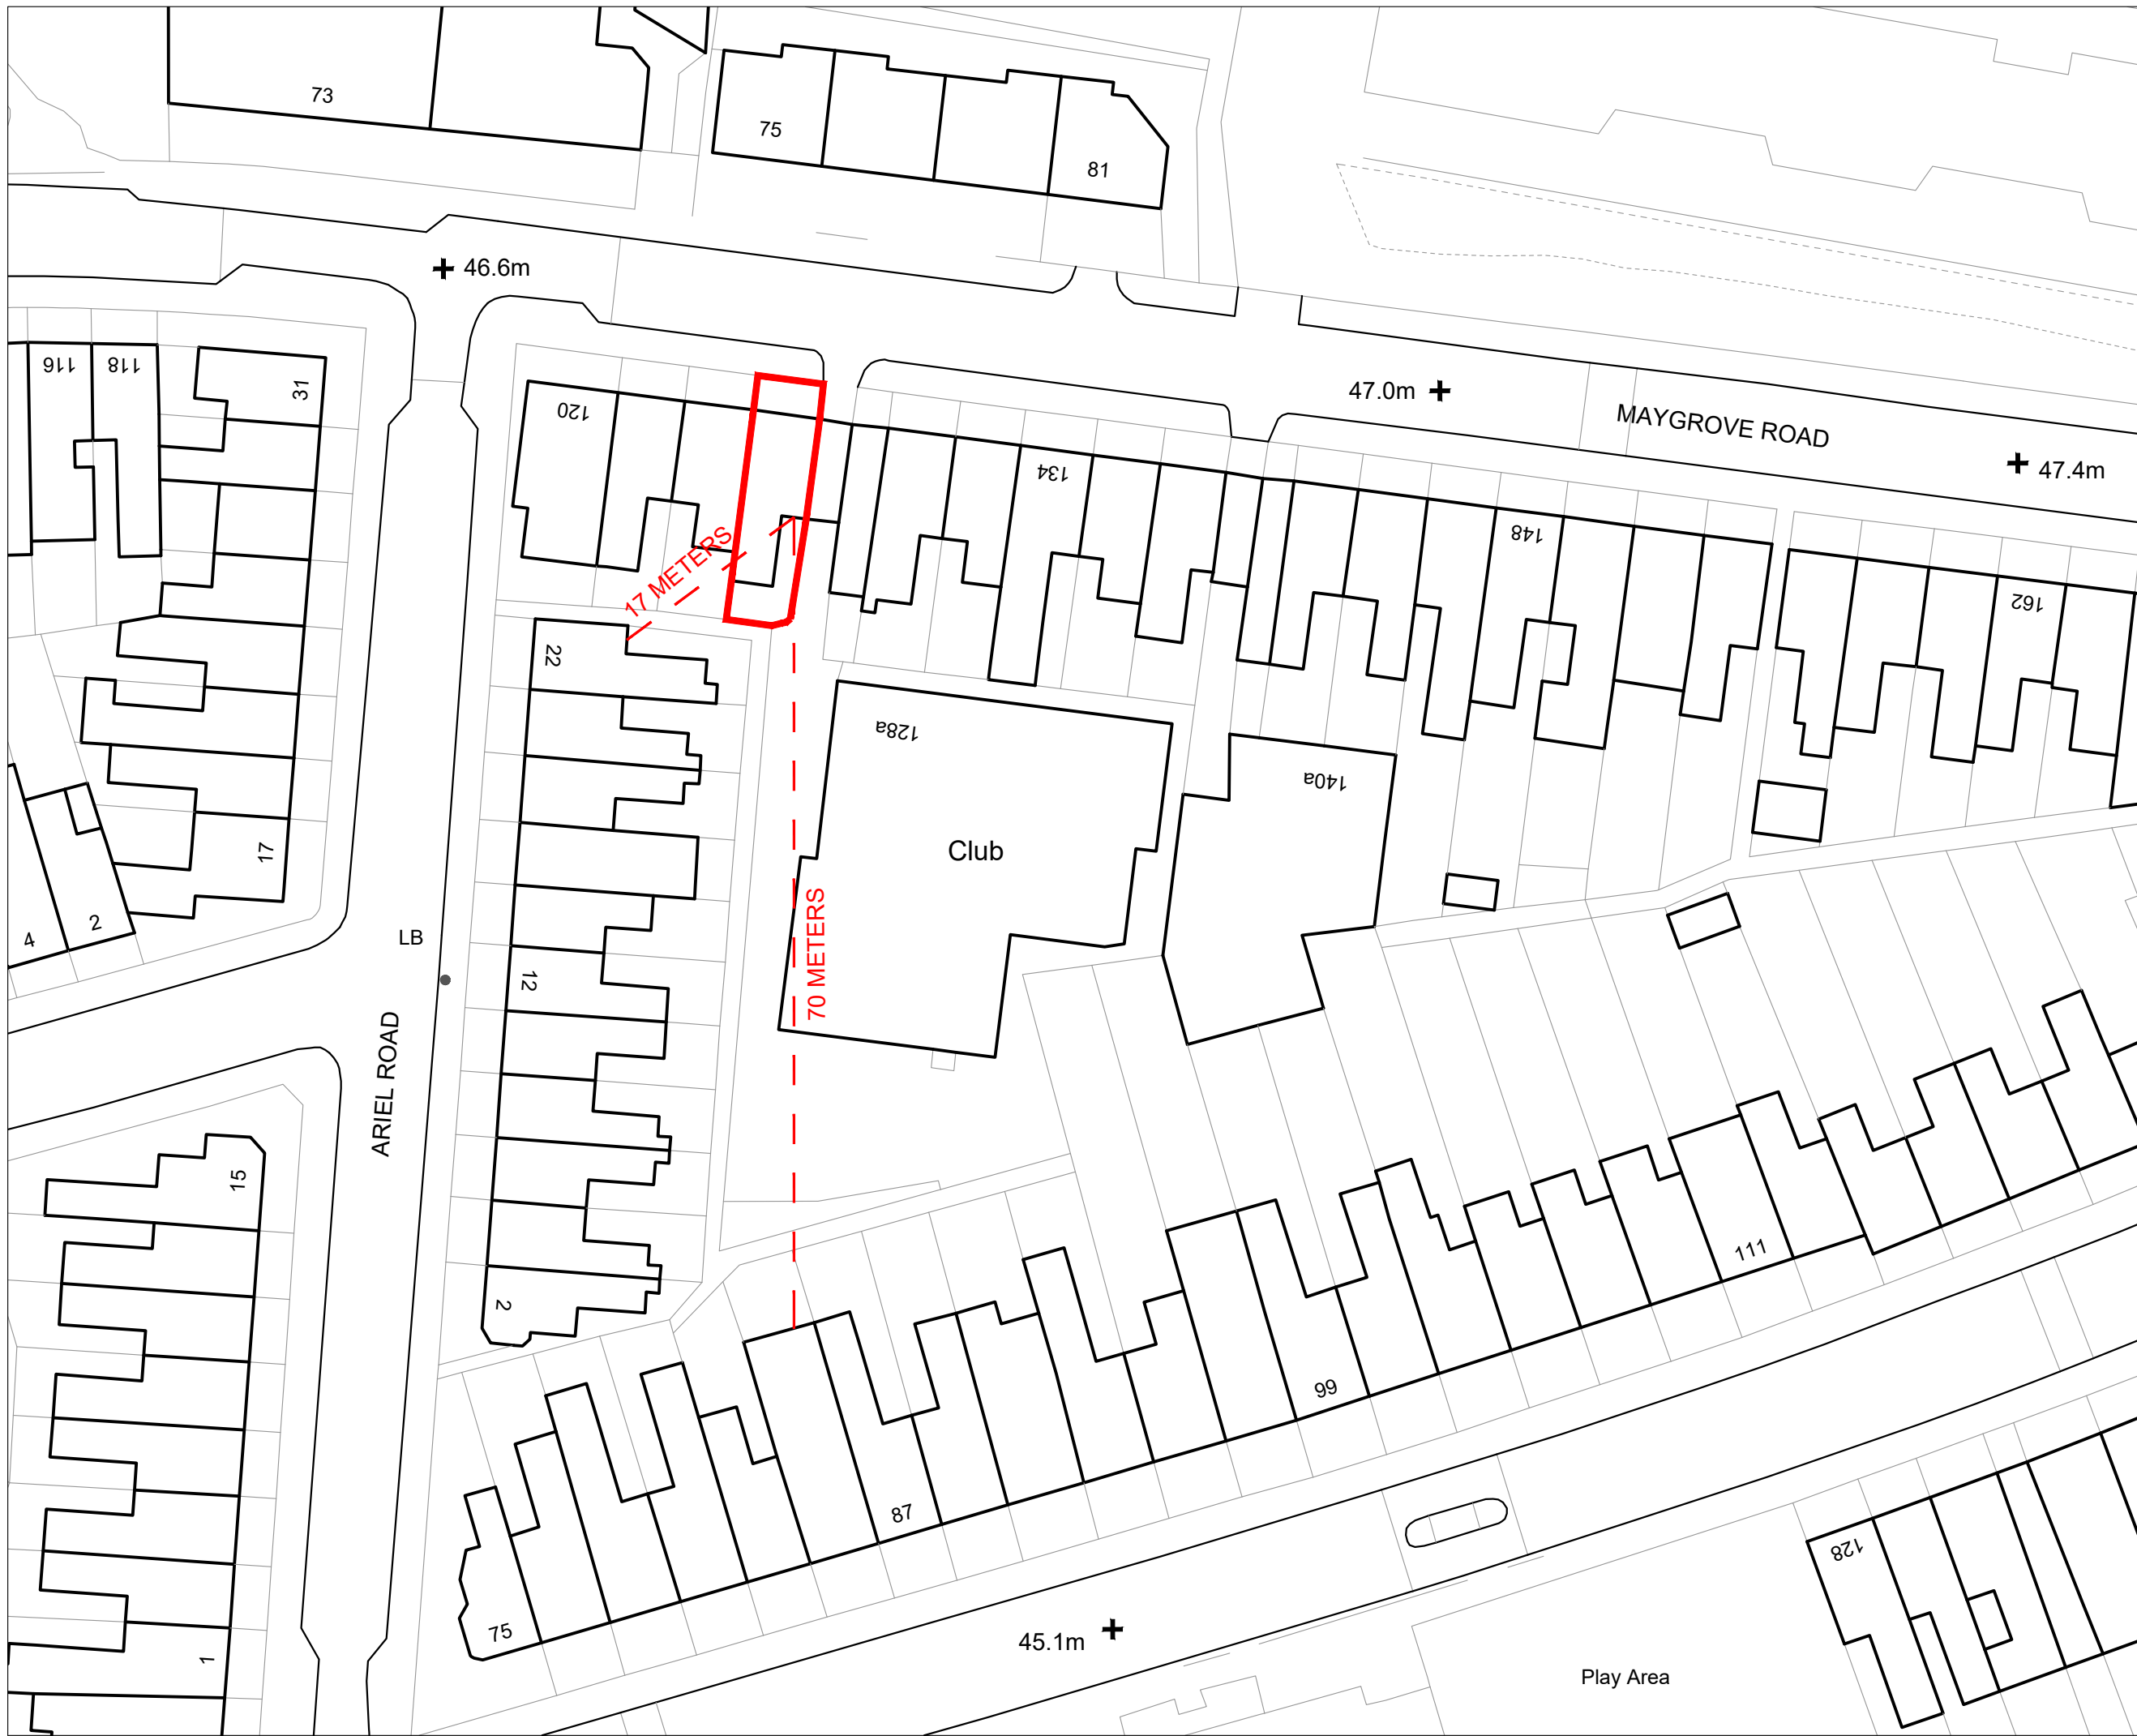 73
75
81
46.6m
116
118
31
120
47.0m
MAYGROVE ROAD
47.4m
134
148
162
17 METERS
22
128a
140a
Club
17
2
4
LB
12
70 METERS
ARIEL ROAD
15
2
111
99
87
75
1
45.1m
128
Play Area